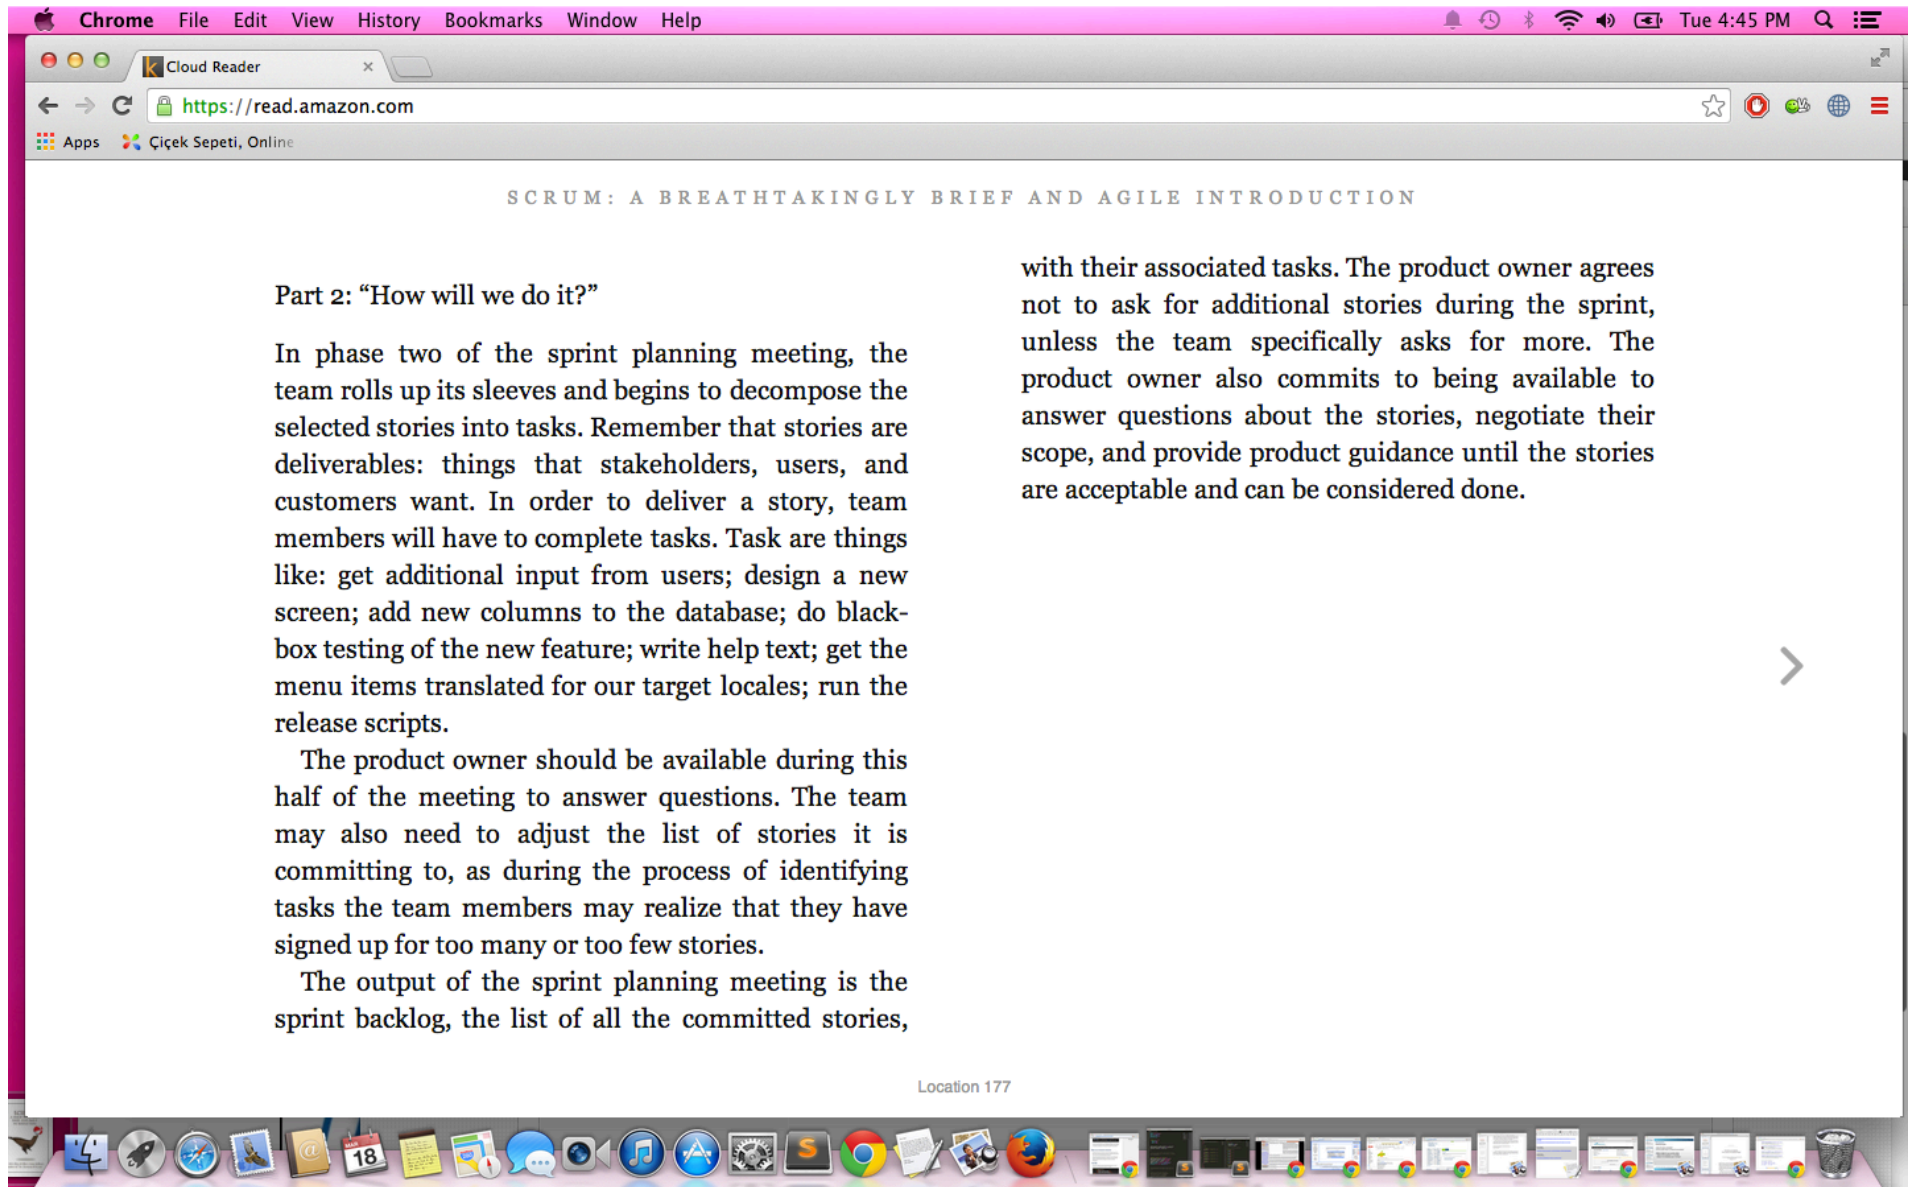 Chrome File Edit View History Bookmarks Window Help Tue 4:45 PM
Cloud Reader
https://read.amazon.com
Apps Çiçek Sepeti, Online
SCRUM: A BREATHTAKINGLY BRIEF AND AGILE INTRODUCTION
Part 2: “How will we do it?”
In phase two of the sprint planning meeting, the
team rolls up its sleeves and begins to decompose the
selected stories into tasks. Remember that stories are
deliverables: things that stakeholders, users, and
customers want. In order to deliver a story, team
members will have to complete tasks. Task are things
like: get additional input from users; design a new
screen; add new columns to the database; do black-
box testing of the new feature; write help text; get the
menu items translated for our target locales; run the
release scripts.
The product owner should be available during this
half of the meeting to answer questions. The team
may also need to adjust the list of stories it is
committing to, as during the process of identifying
tasks the team members may realize that they have
signed up for too many or too few stories.
The output of the sprint planning meeting is the
sprint backlog, the list of all the committed stories,
with their associated tasks. The product owner agrees
not to ask for additional stories during the sprint,
unless the team specifically asks for more. The
product owner also commits to being available to
answer questions about the stories, negotiate their
scope, and provide product guidance until the stories
are acceptable and can be considered done.
Location 177
MAR
18